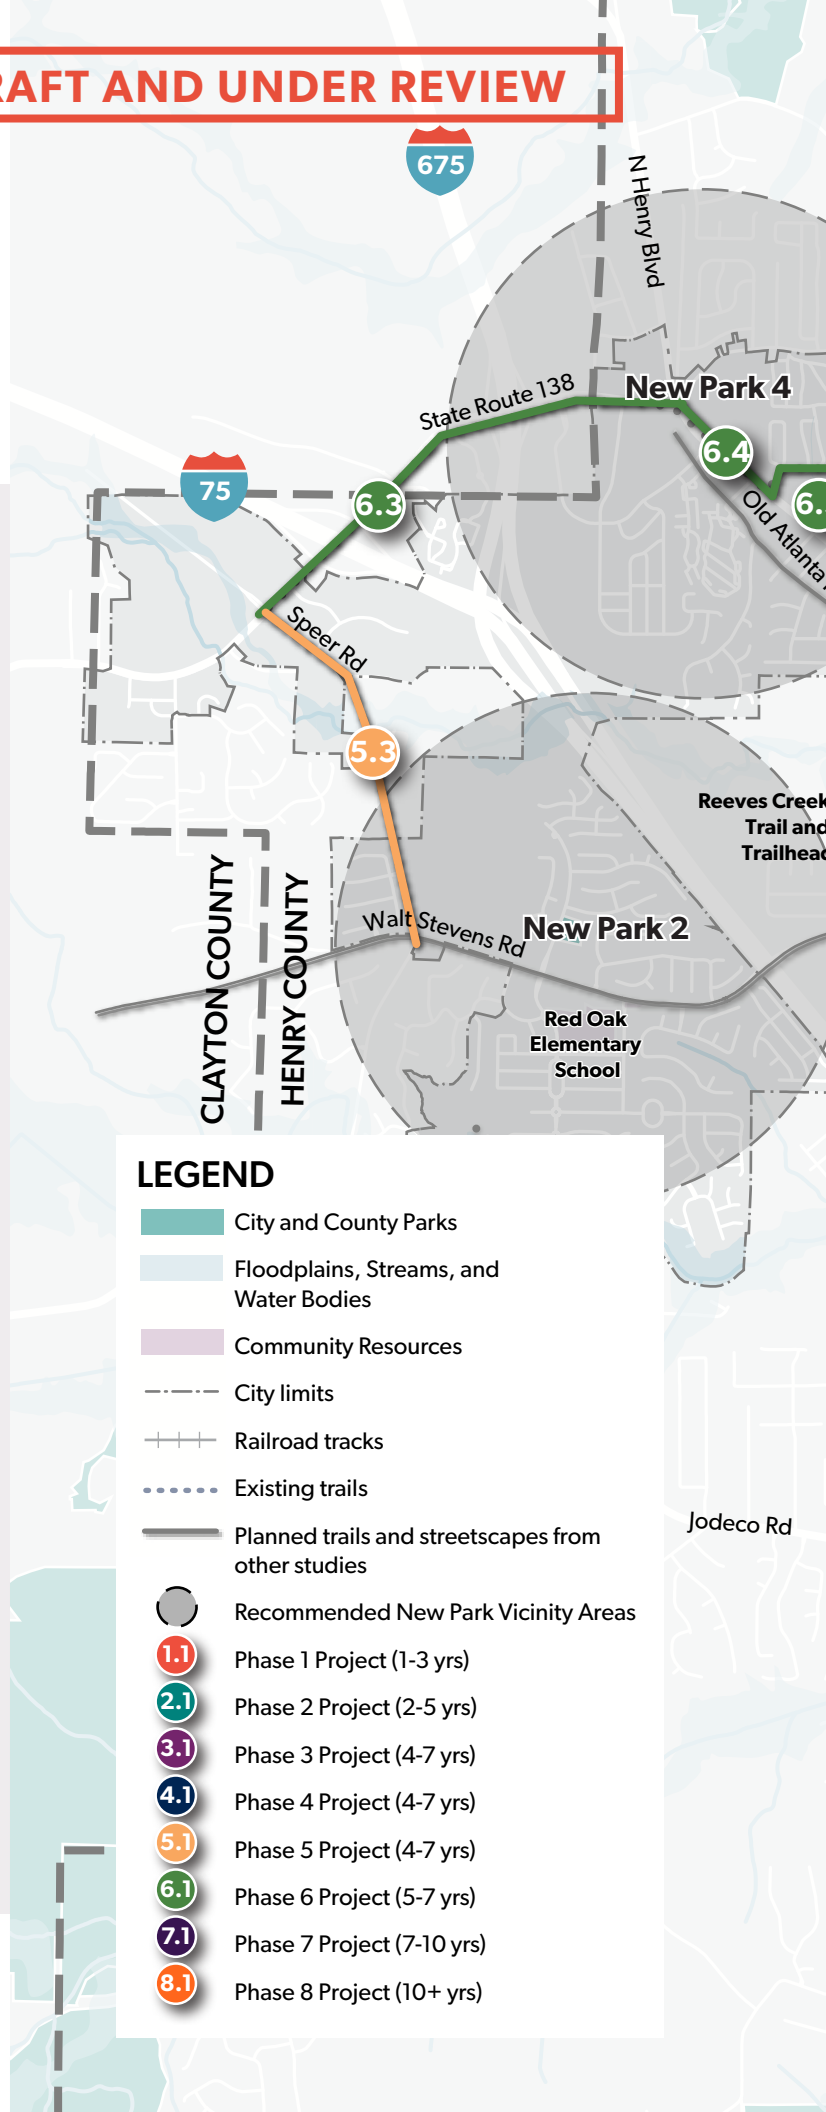 RAFT AND UNDER REVIEW
675
N Henry Blvd
State Route 138
New Park 4
6.4
75
6.3
6.
Old Atlanta
Speer Rd
5.3
Reeves Creek
Trail and
Trailhead
Walt Stevens Rd
New Park 2
CLAYTON COUNTY
HENRY COUNTY
Red Oak
Elementary
School
LEGEND
City and County Parks
Floodplains, Streams, and
Water Bodies
Community Resources
City limits
Railroad tracks
Existing trails
Planned trails and streetscapes from
other studies
Jodeco Rd
Recommended New Park Vicinity Areas
1.1 Phase 1 Project (1-3 yrs)
2.1 Phase 2 Project (2-5 yrs)
3.1 Phase 3 Project (4-7 yrs)
4.1 Phase 4 Project (4-7 yrs)
5.1 Phase 5 Project (4-7 yrs)
6.1 Phase 6 Project (5-7 yrs)
7.1 Phase 7 Project (7-10 yrs)
8.1 Phase 8 Project (10+ yrs)